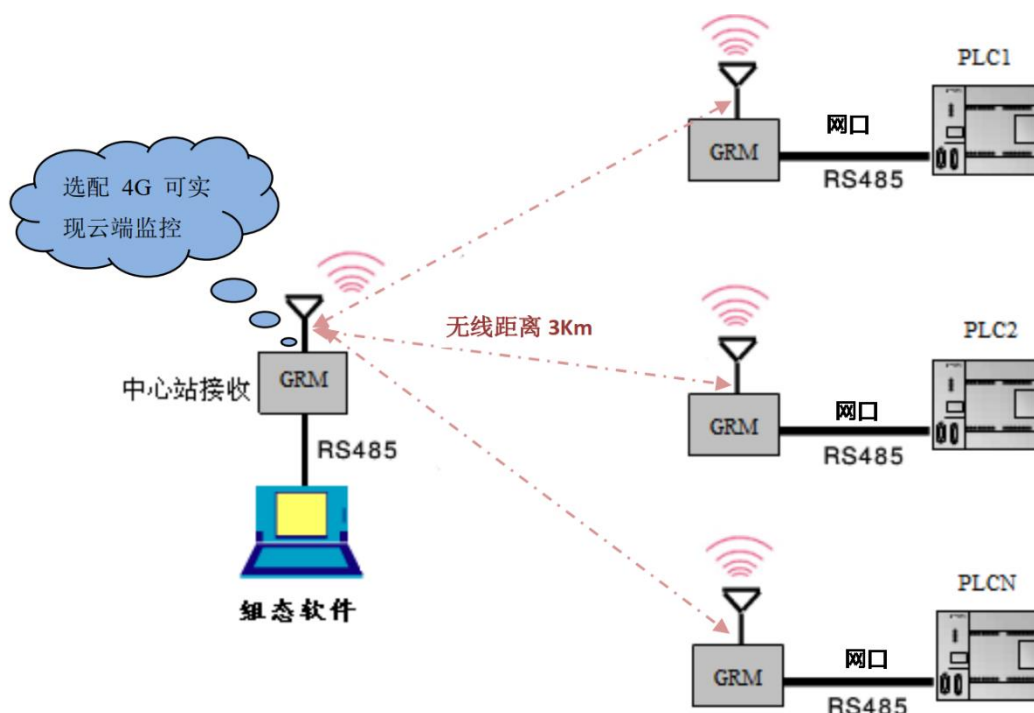 PLC1
网口
GRM
RS485
选配 4G 可实
现云端监控
PLC2
无线距离 3Km
网口
GRM
RS485
中心站接收
GRM
RS485
组态软件
PLCN
网口
GRM
RS485